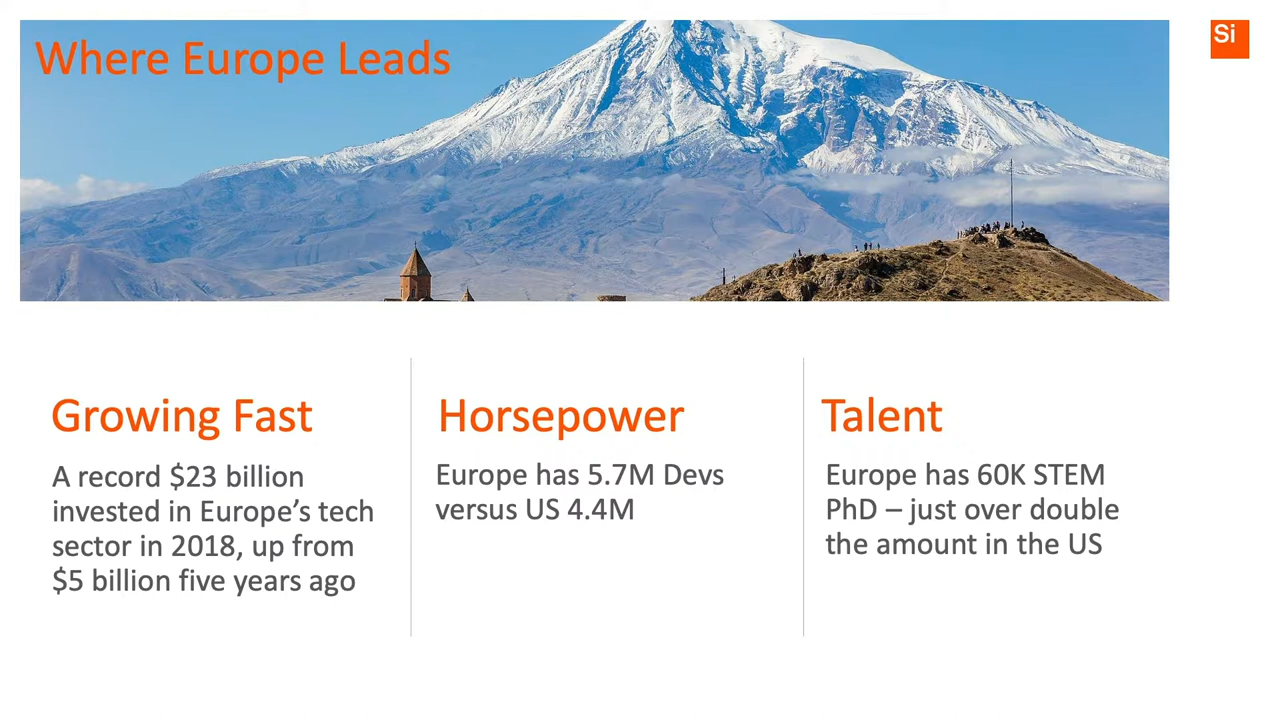 Where Europe Leads
Si
Growing Fast
A record $23 billion
invested in Europe’s tech
sector in 2018, up from
$5 billion five years ago
Horsepower
Europe has 5.7M Devs
versus US 4.4M
Talent
Europe has 60K STEM
PhD – just over double
the amount in the US